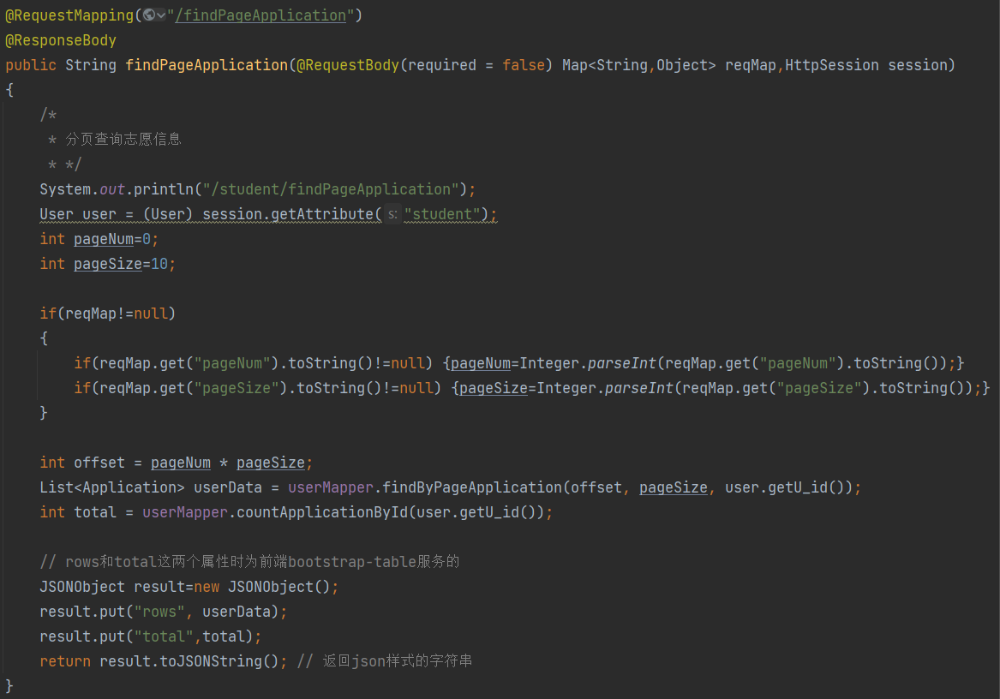 @RequestMapping("/findPageApplication")
@ResponseBody
public String findPageApplication(@RequestBody(required = false) Map<String,Object> reqMap,HttpSession session)
{
/*
* 分页查询志愿信息
* */
System.out.println("/student/findPageApplication");
User user = (User) session.getAttribute( s: "student");
int pageNum=0;
int pageSize=10;
if(reqMap!=null)
{
if(reqMap.get("pageNum").toString()!=null) {pageNum=Integer.parseInt(reqMap.get("pageNum").toString());}
if(reqMap.get("pageSize").toString()!=null) {pageSize=Integer.parseInt(reqMap.get("pageSize").toString());}
}
int offset = pageNum * pageSize;
List<Application> userData = userMapper.findByPageApplication(offset, pageSize, user.getU_id());
int total = userMapper.countApplicationById(user.getU_id());
// rows和total这两个属性时为前端bootstrap-table服务的
JSONObject result=new JSONObject();
result.put("rows", userData);
result.put("total",total);
return result.toJSONString(); // 返回json样式的字符串
}